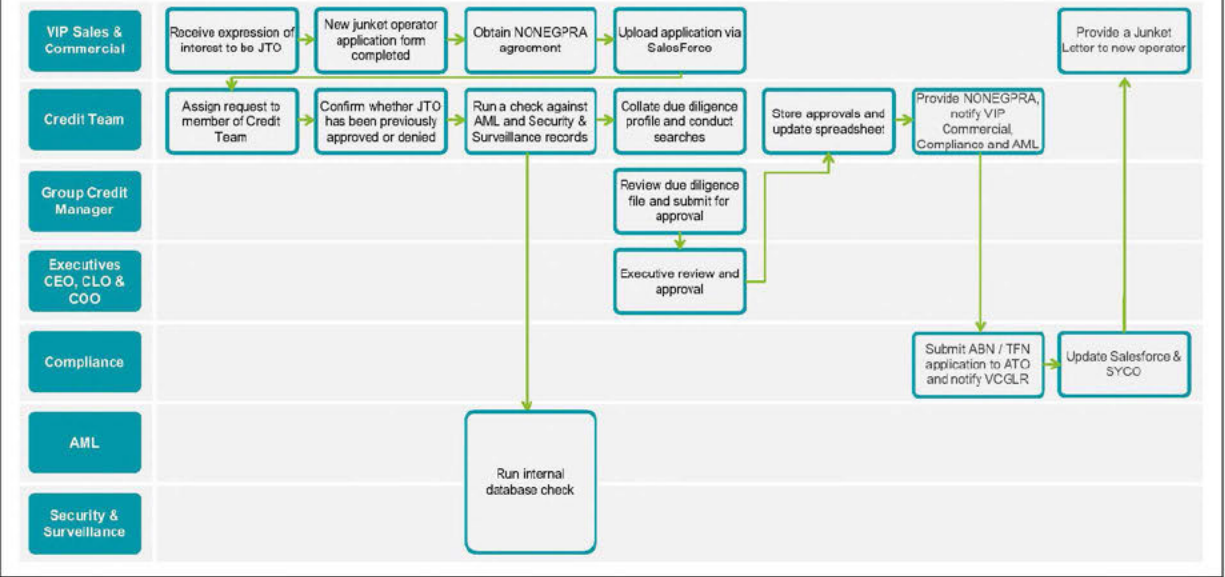 VIP Sales &
Commercial
Receive expression of
interest to be JTO
New junket operator
application form
completed
Obtain NONEGPRA
agreement
Upload application via
SalesForce
Provide a Junket
Letter to new operator
Credit Team
Assign request to
member of Credit
Team
Confirm whether JTO
has been previously
approved or denied
Run a check against
AML and Security &
Surveillance records
Collate due diligence
profile and conduct
searches
Store approvals and
update spreadsheet
Provide NONEGPRA,
notify VIP
Commercial,
Compliance and AML
Group Credit
Manager
Review due diligence
file and submit for
approval
Executives
CEO, CLO &
COO
Executive review and
approval
Compliance
Submit ABN / TFN
application to ATO
and notify VCGLR
Update Salesforce &
SYCO
AML
Run internal
database check
Security &
Surveillance